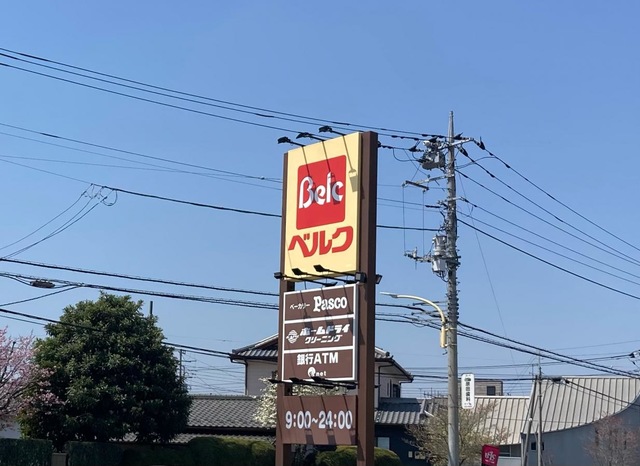 Belc
ベルク
ベーカリー Pasco
ホームドライ
クリーニング
銀行ATM
net
9:00~24:00